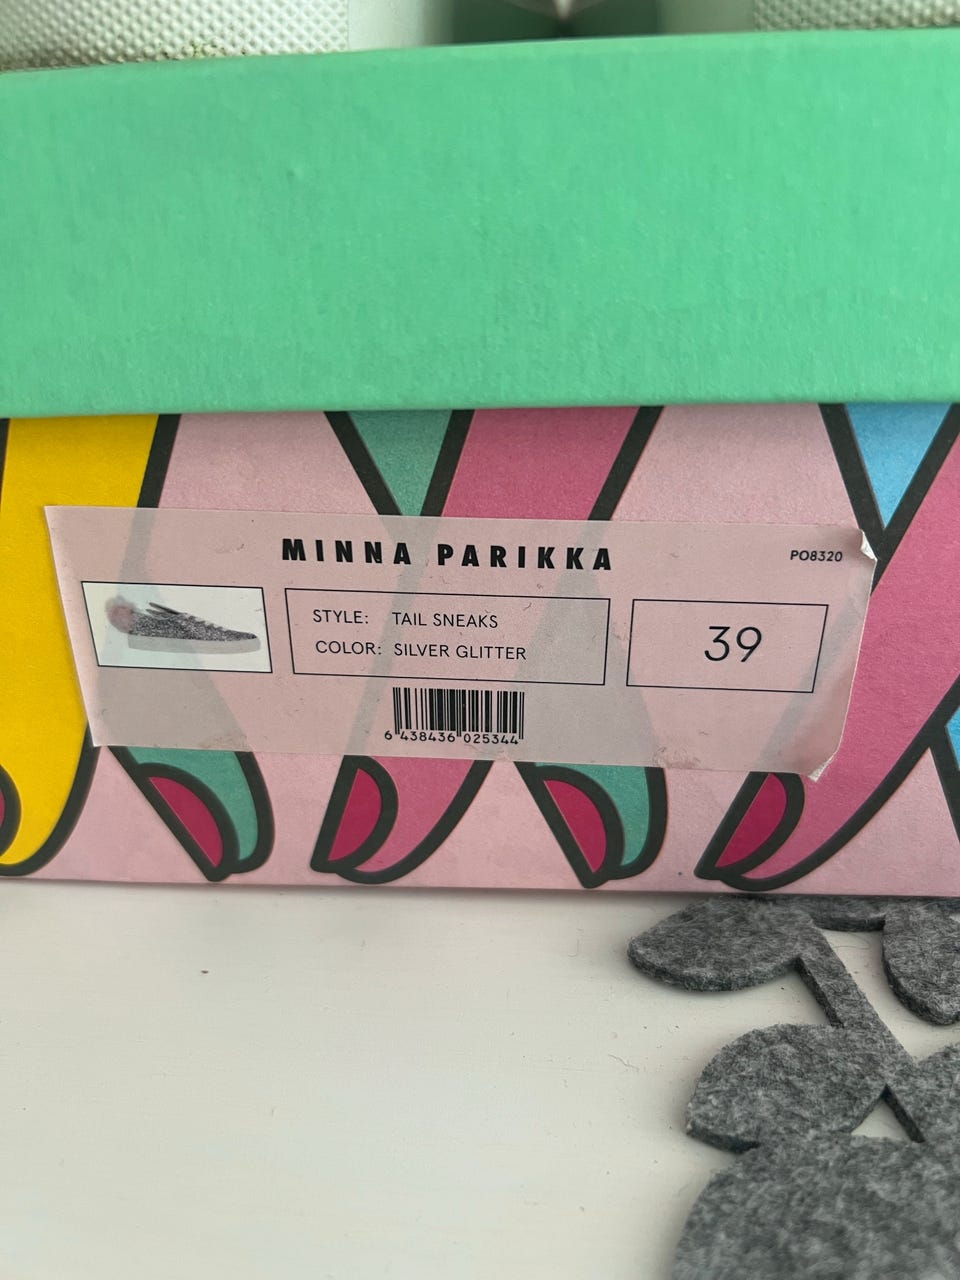 MINNA PARIKKA
PO8320
STYLE: TAIL SNEAKS
COLOR: SILVER GLITTER
39
6 438436 025344